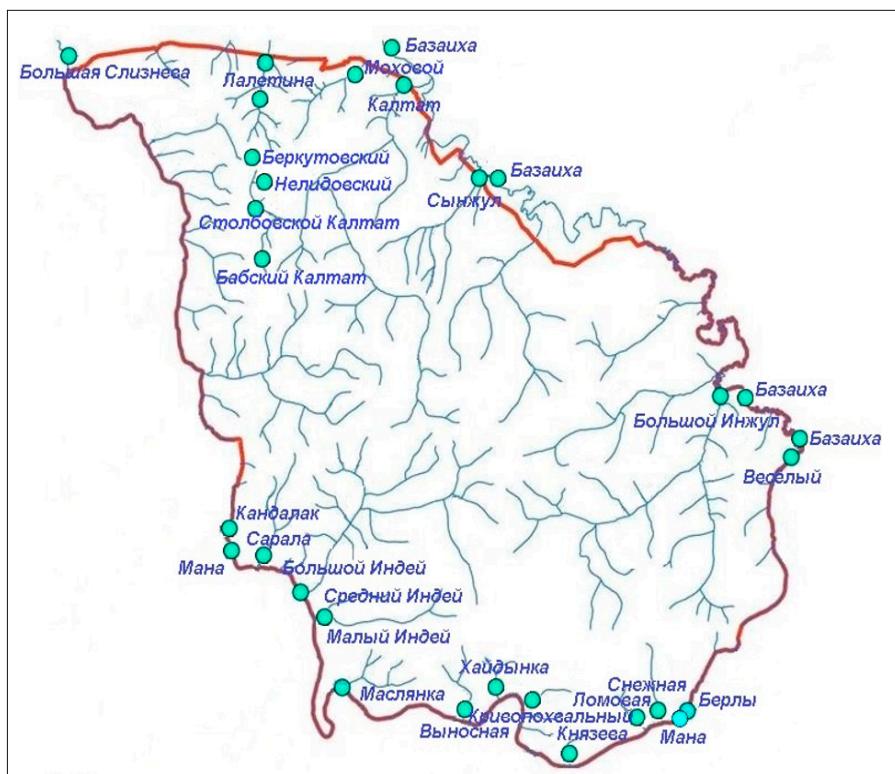 Базаиха
Большая Слизнева
Лалетина
Моховой
Калтат
Беркутовский
Нелидовский
Базаиха
Сынжул
Столбовской Калтат
Бабский Калтат
Базаиха
Большой Инжул
Базаиха
Веселый
Кандалак
Сарала
Мана
Большой Индей
Средний Индей
Малый Индей
Хайдынка
Снежная
Маслянка
Ломовая
Берлы
Кривопохвальный
Выносная
Князева
Мана